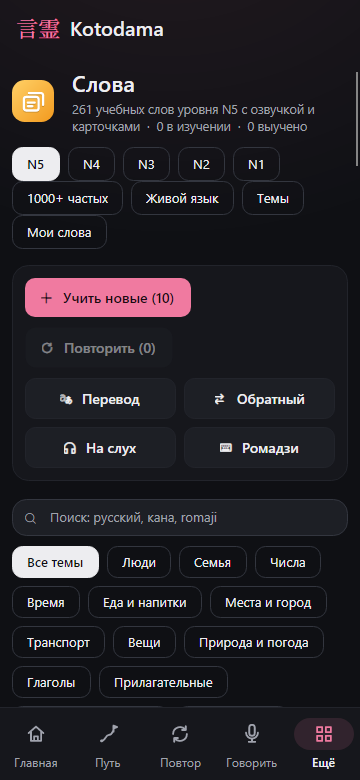 言霊 Kotodama
Слова
261 учебных слов уровня N5 с озвучкой и
карточками · 0 в изучении · 0 выучено
N5 N4 N3 N2 N1
1000+ частых Живой язык Темы
Мои слова
+ Учить новые (10)
Повторить (0)
Перевод Обратный
На слух Ромадзи
Поиск: русский, кана, romaji
Все темы Люди Семья Числа
Время Еда и напитки Места и город
Транспорт Вещи Природа и погода
Глаголы Прилагательные
Главная Путь Повтор Говорить Ещё